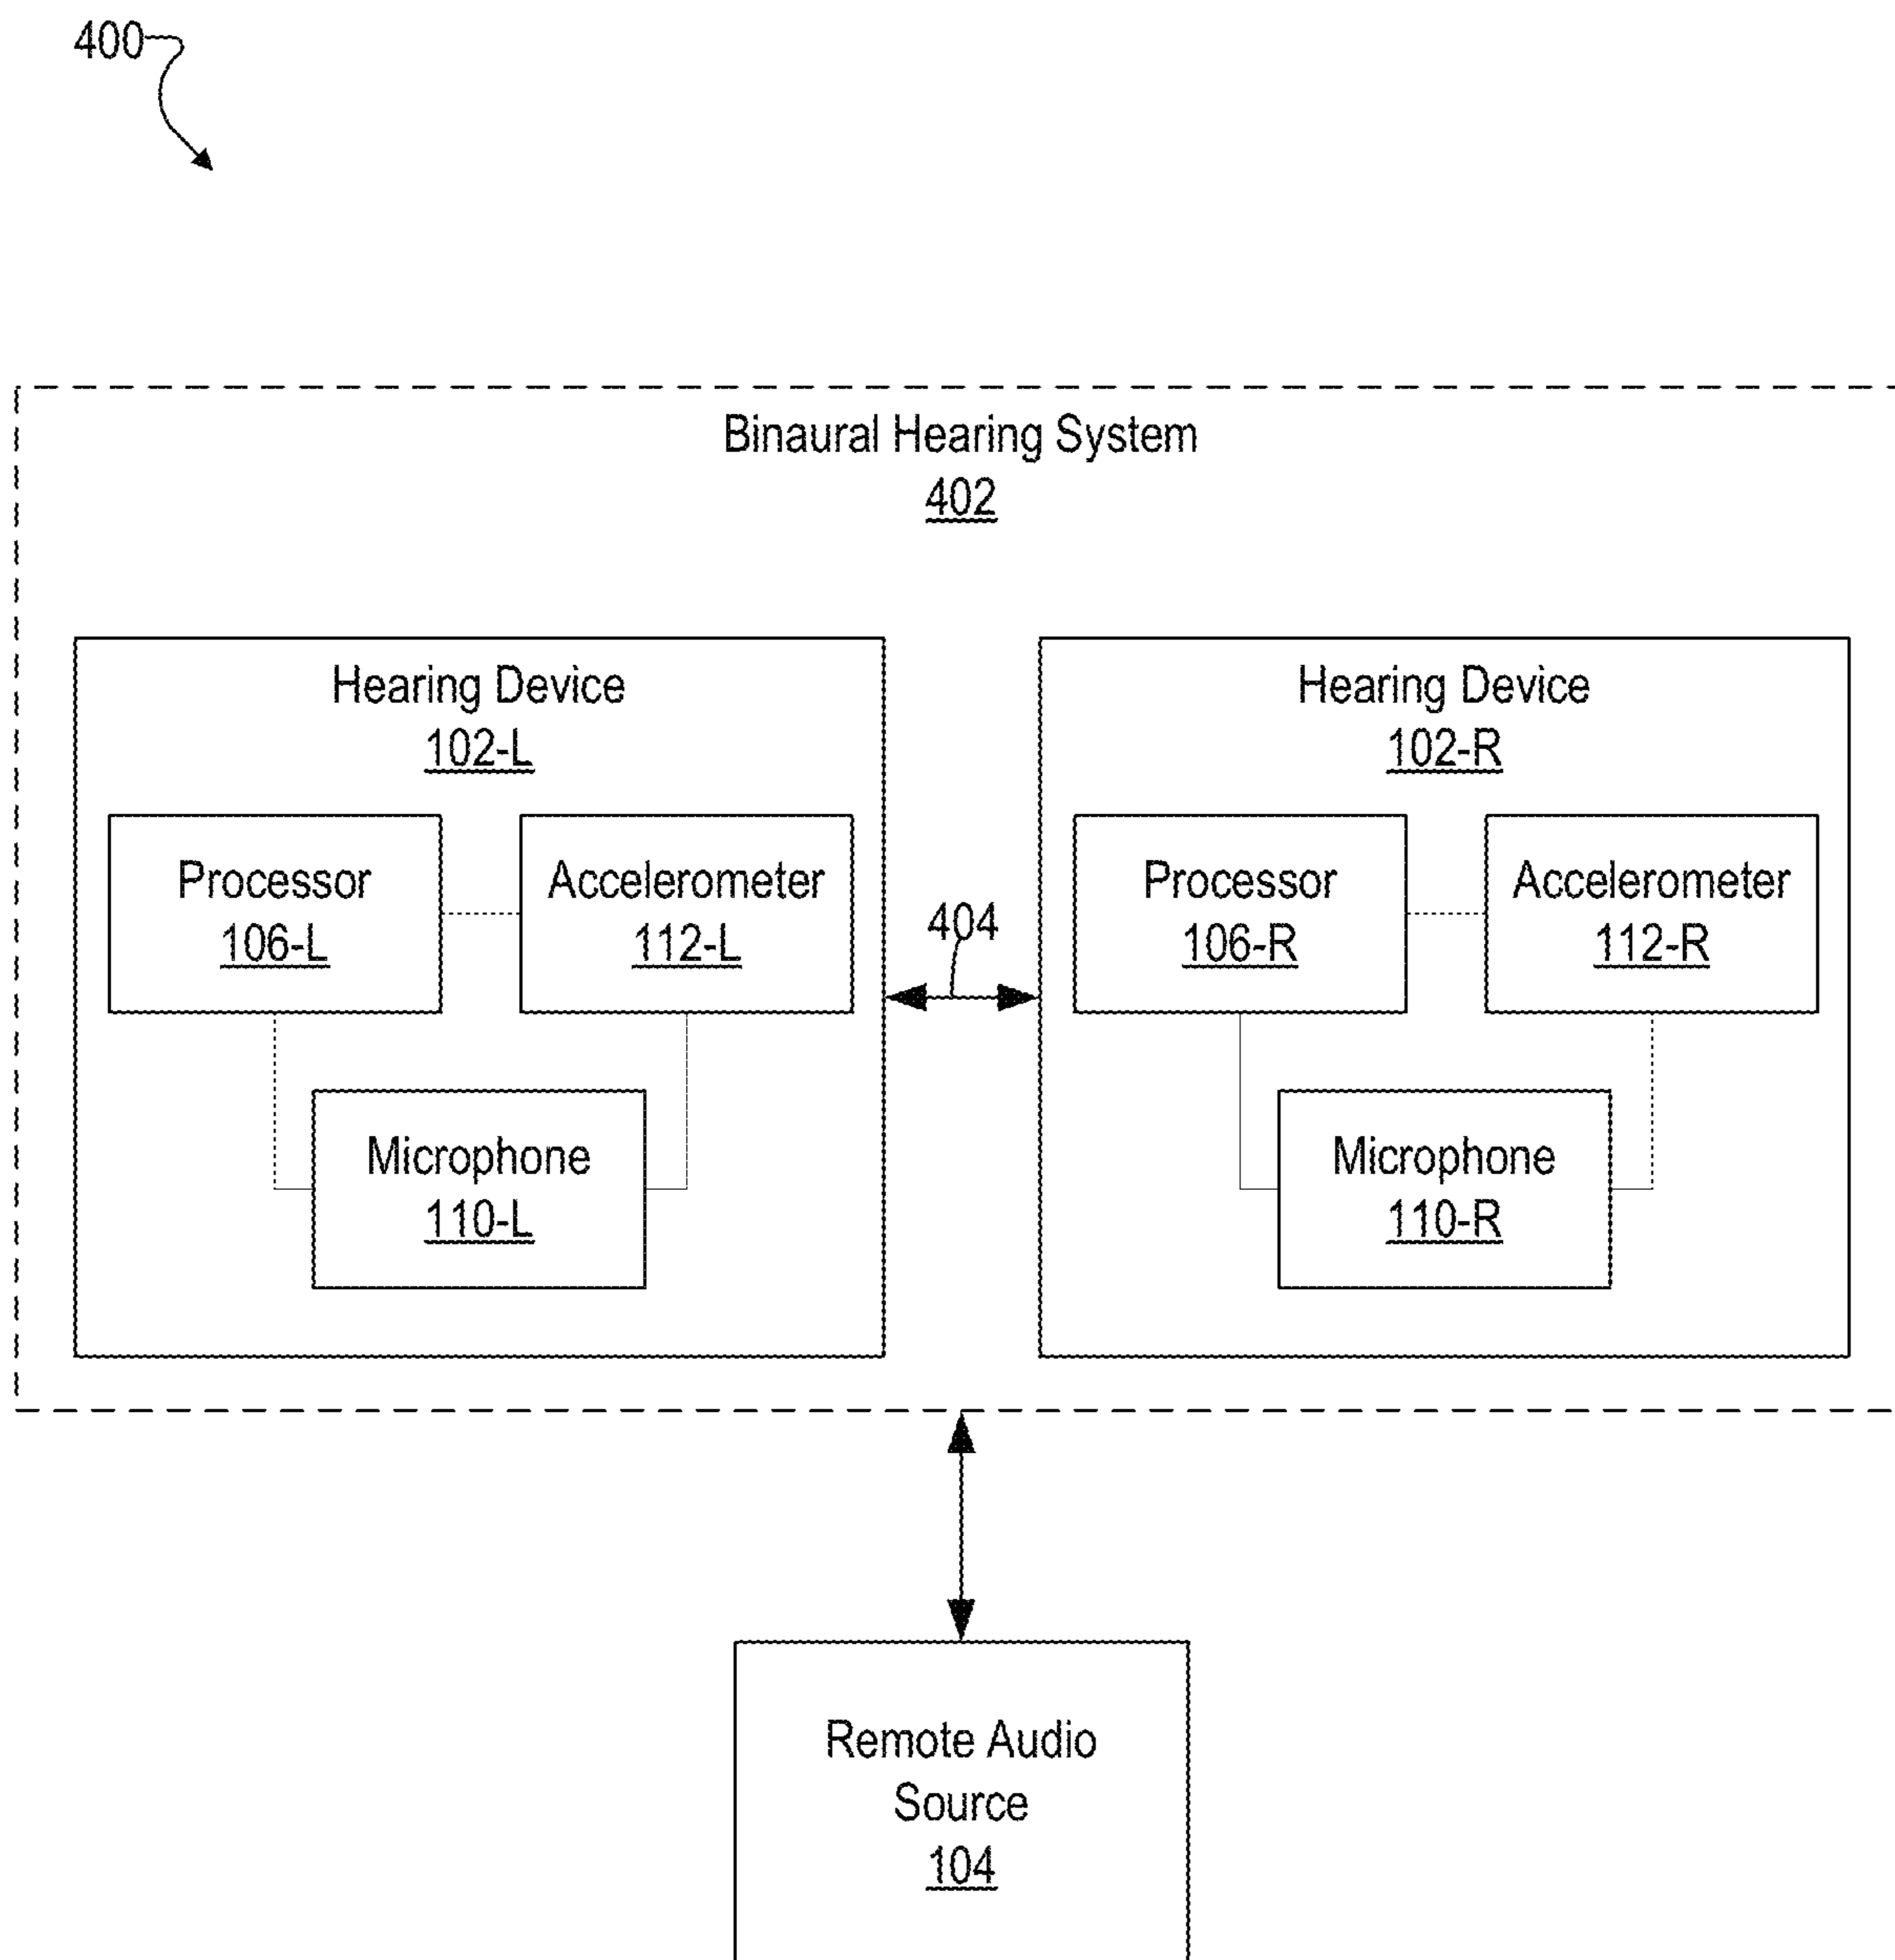 400
Binaural Hearing System
402
Hearing Device
102-L
Hearing Device
102-R
Processor
106-L
Accelerometer
112-L
404
Processor
106-R
Accelerometer
112-R
Microphone
110-L
Microphone
110-R
Remote Audio
Source
104